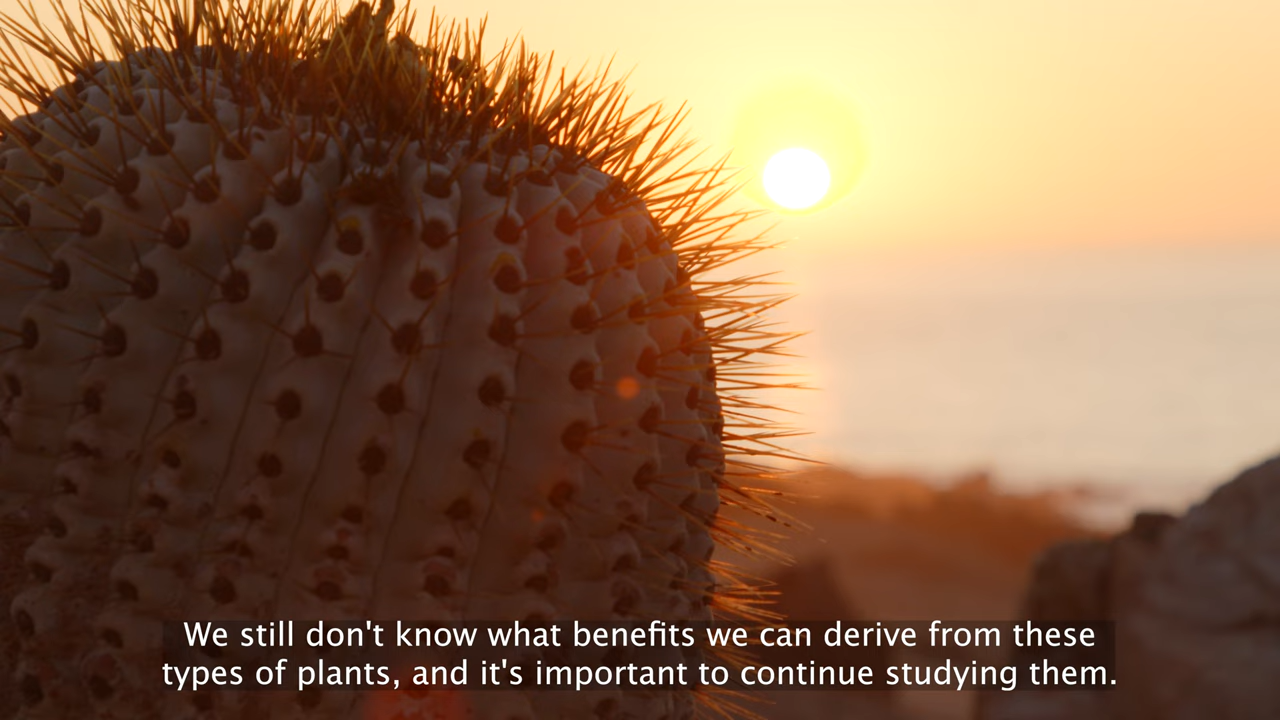 We still don't know what benefits we can derive from these
types of plants, and it's important to continue studying them.